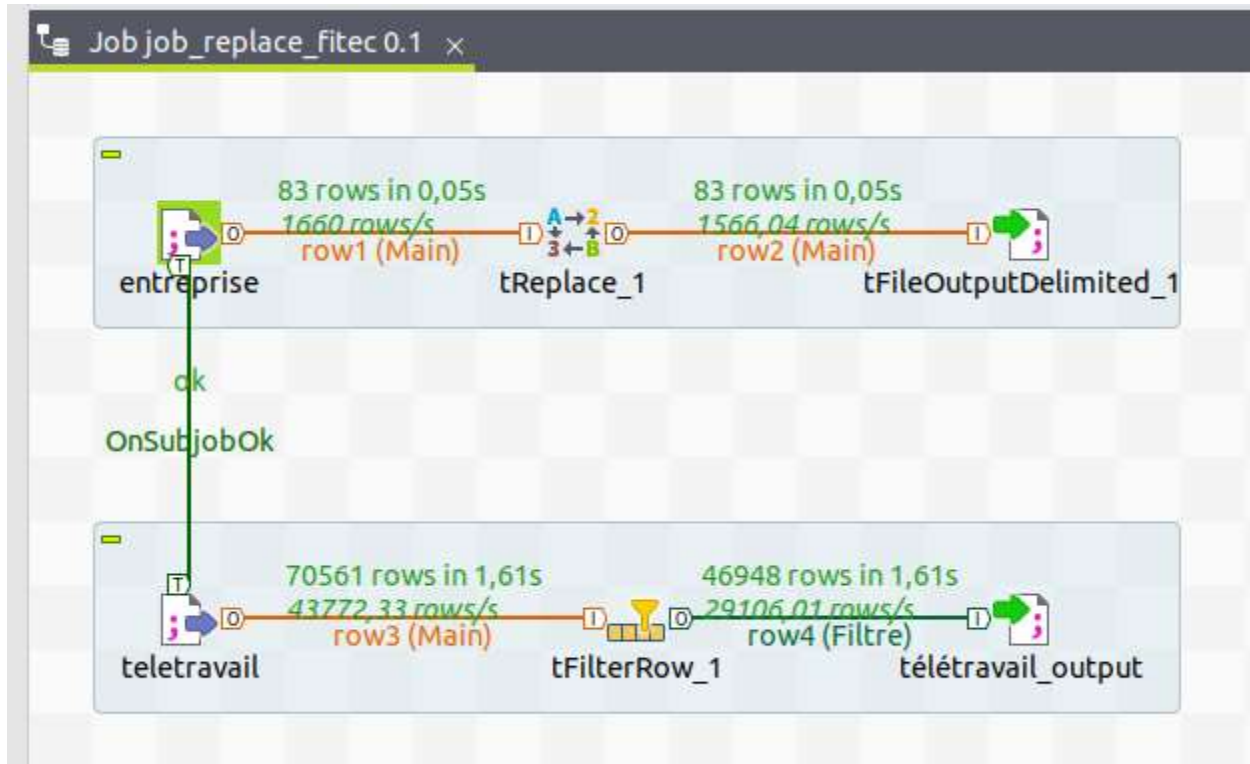 Job job_replace_fitec 0.1
83 rows in 0,05s
1660 rows/s
row1 (Main)
83 rows in 0,05s
1566,04 rows/s
row2 (Main)
O
I
A 2
3 B
O
I
T
entreprise
tReplace_1
tFileOutputDelimited_1
ok
OnSubjobOk
70561 rows in 1,61s
43772,33 rows/s
row3 (Main)
46948 rows in 1,61s
29106,01 rows/s
row4 (Filtre)
T
O
I
O
I
teletravail
tFilterRow_1
télétravail_output